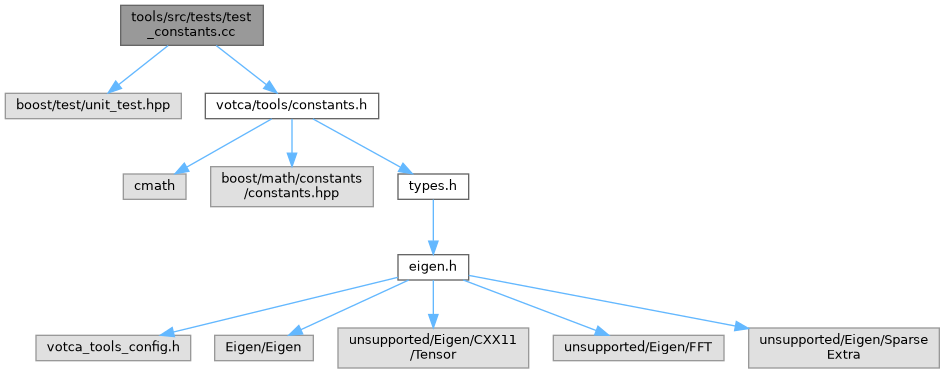 tools/src/tests/test
_constants.cc
boost/test/unit_test.hpp
votca/tools/constants.h
cmath
boost/math/constants
/constants.hpp
types.h
eigen.h
votca_tools_config.h
Eigen/Eigen
unsupported/Eigen/CXX11
/Tensor
unsupported/Eigen/FFT
unsupported/Eigen/Sparse
Extra